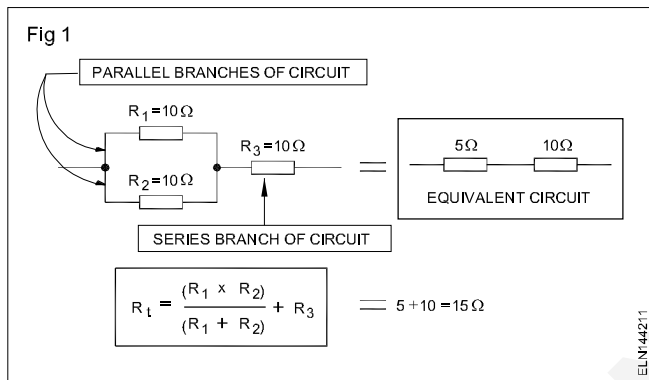 Fig 1
PARALLEL BRANCHES OF CIRCUIT
R1 = 10Ω
R2 = 10Ω
R3 = 10Ω
SERIES BRANCH OF CIRCUIT
=
5Ω 10Ω
EQUIVALENT CIRCUIT
Rt = (R1 x R2) / (R1 + R2) + R3 = 5 + 10 = 15Ω
ELN144211